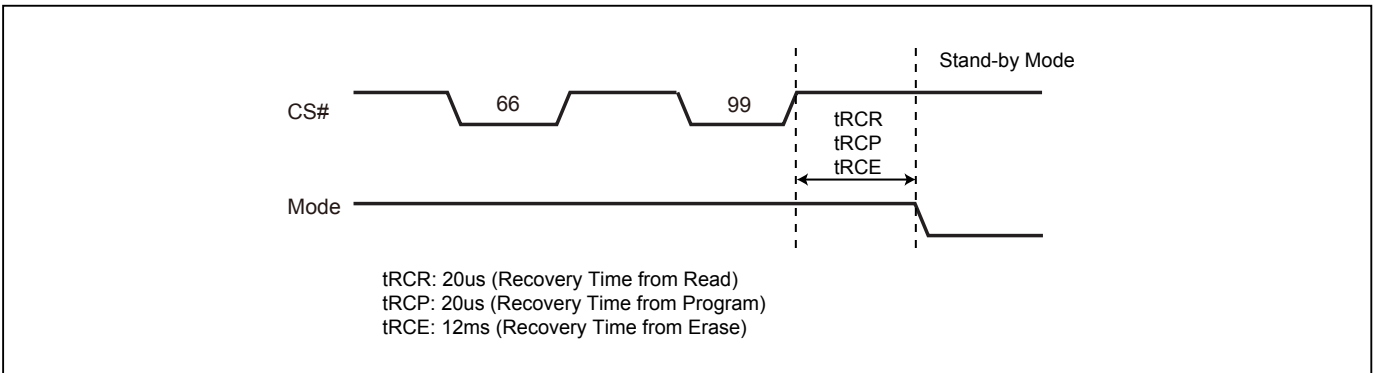 Stand-by Mode
CS#
66
99
tRCR
tRCP
tRCE
Mode
tRCR: 20us (Recovery Time from Read)
tRCP: 20us (Recovery Time from Program)
tRCE: 12ms (Recovery Time from Erase)